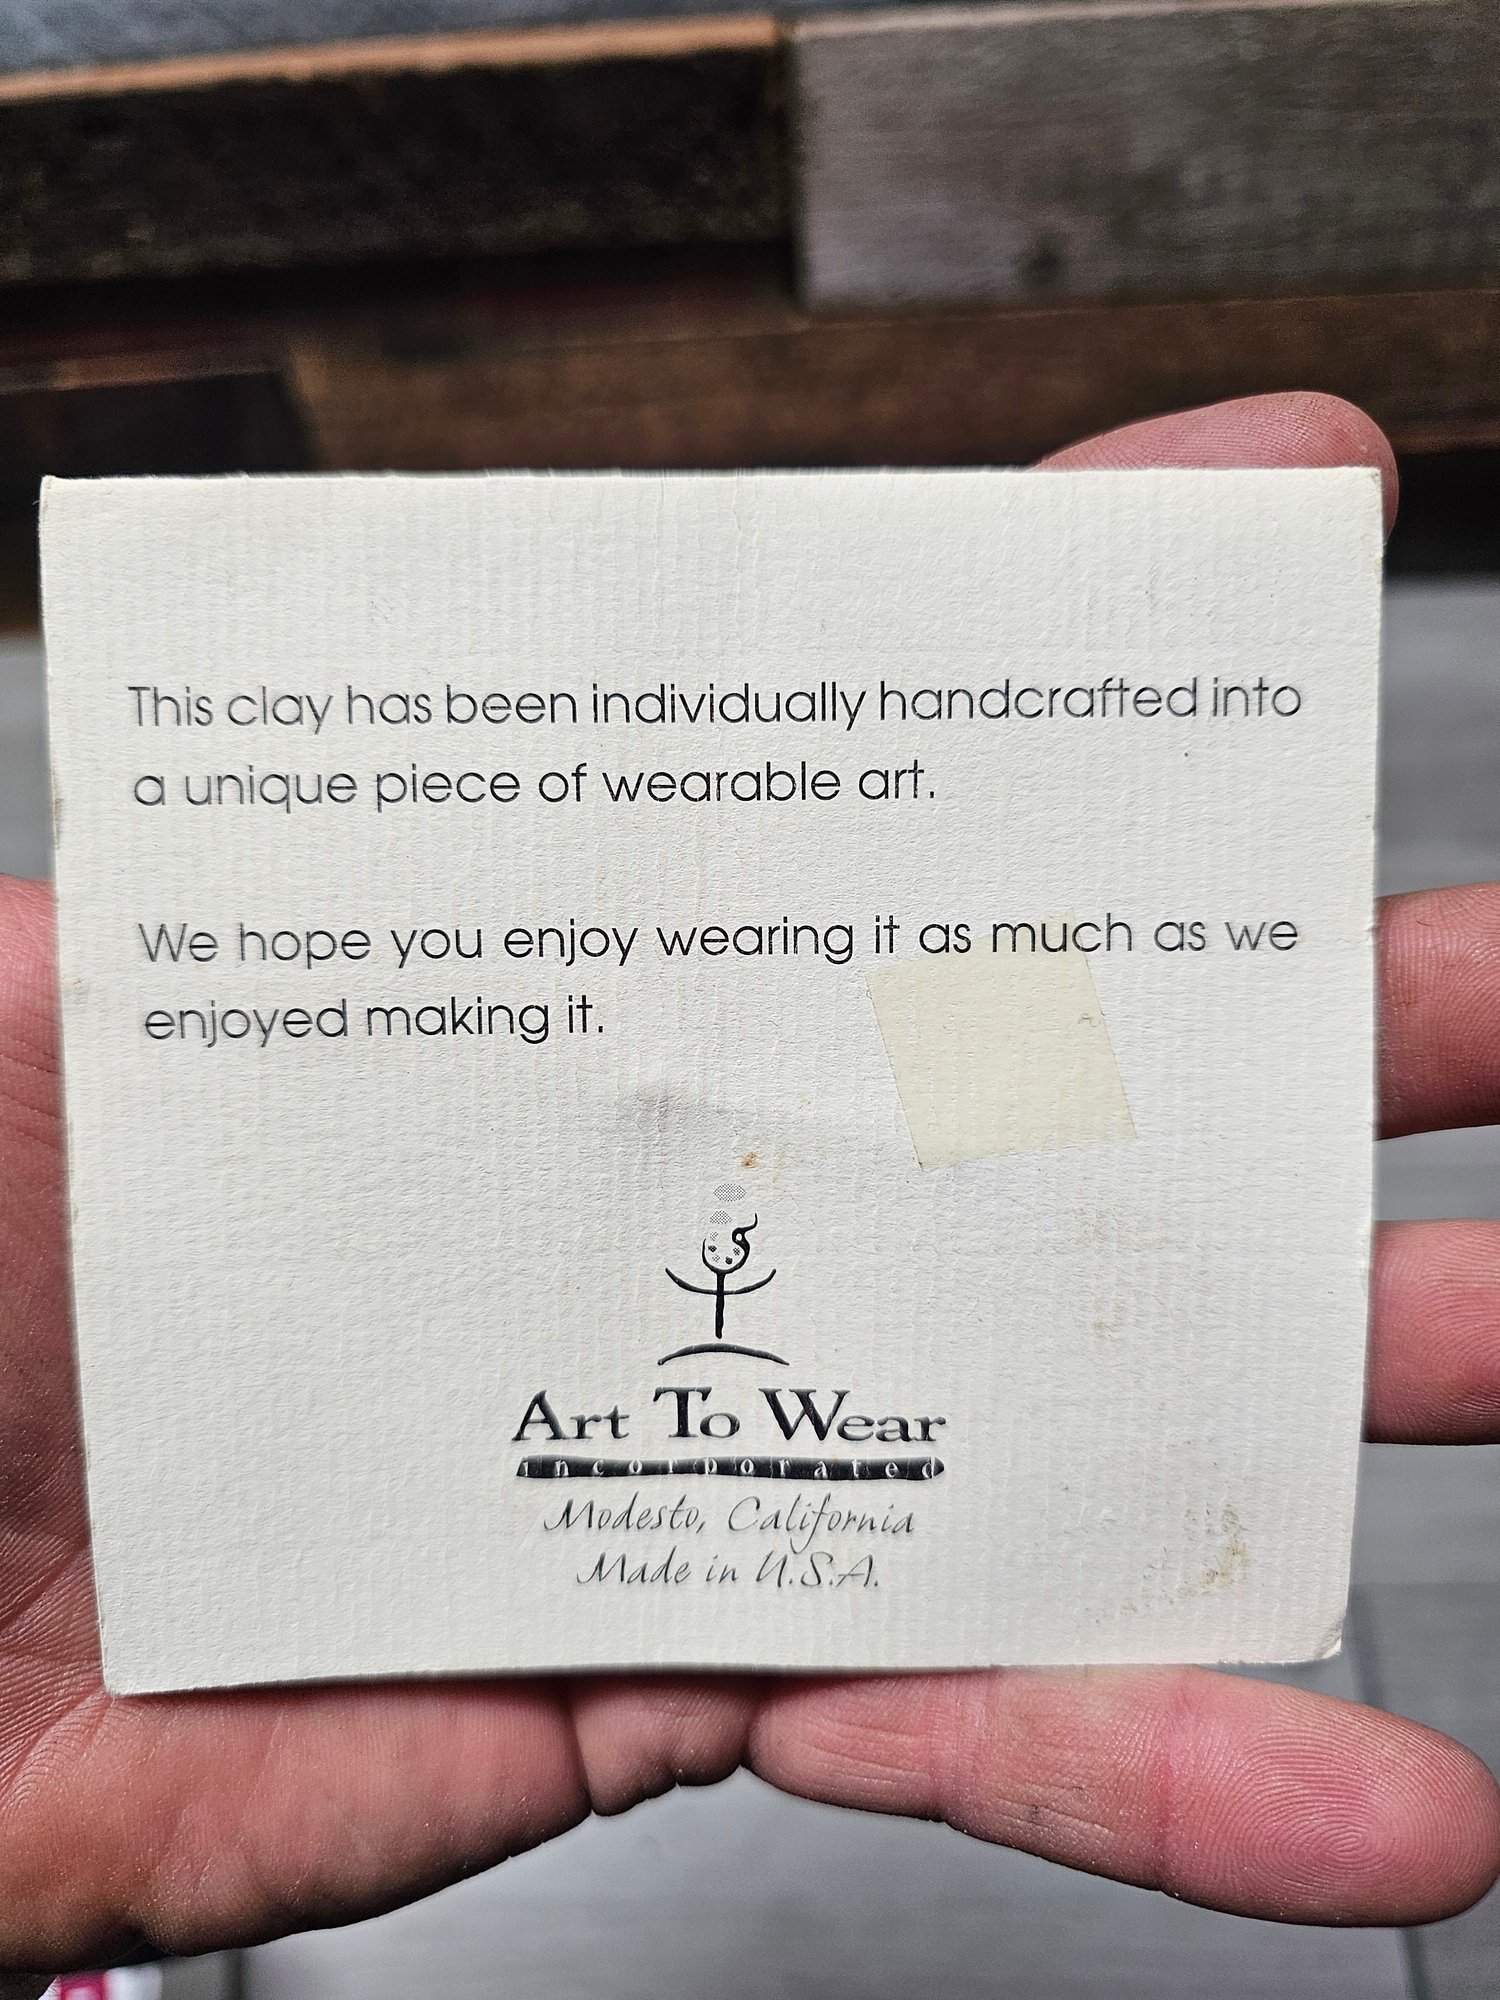 This clay has been individually handcrafted into
a unique piece of wearable art.
We hope you enjoy wearing it as much as we
enjoyed making it.
Art To Wear
incorporated
Modesto, California
Made in U.S.A.